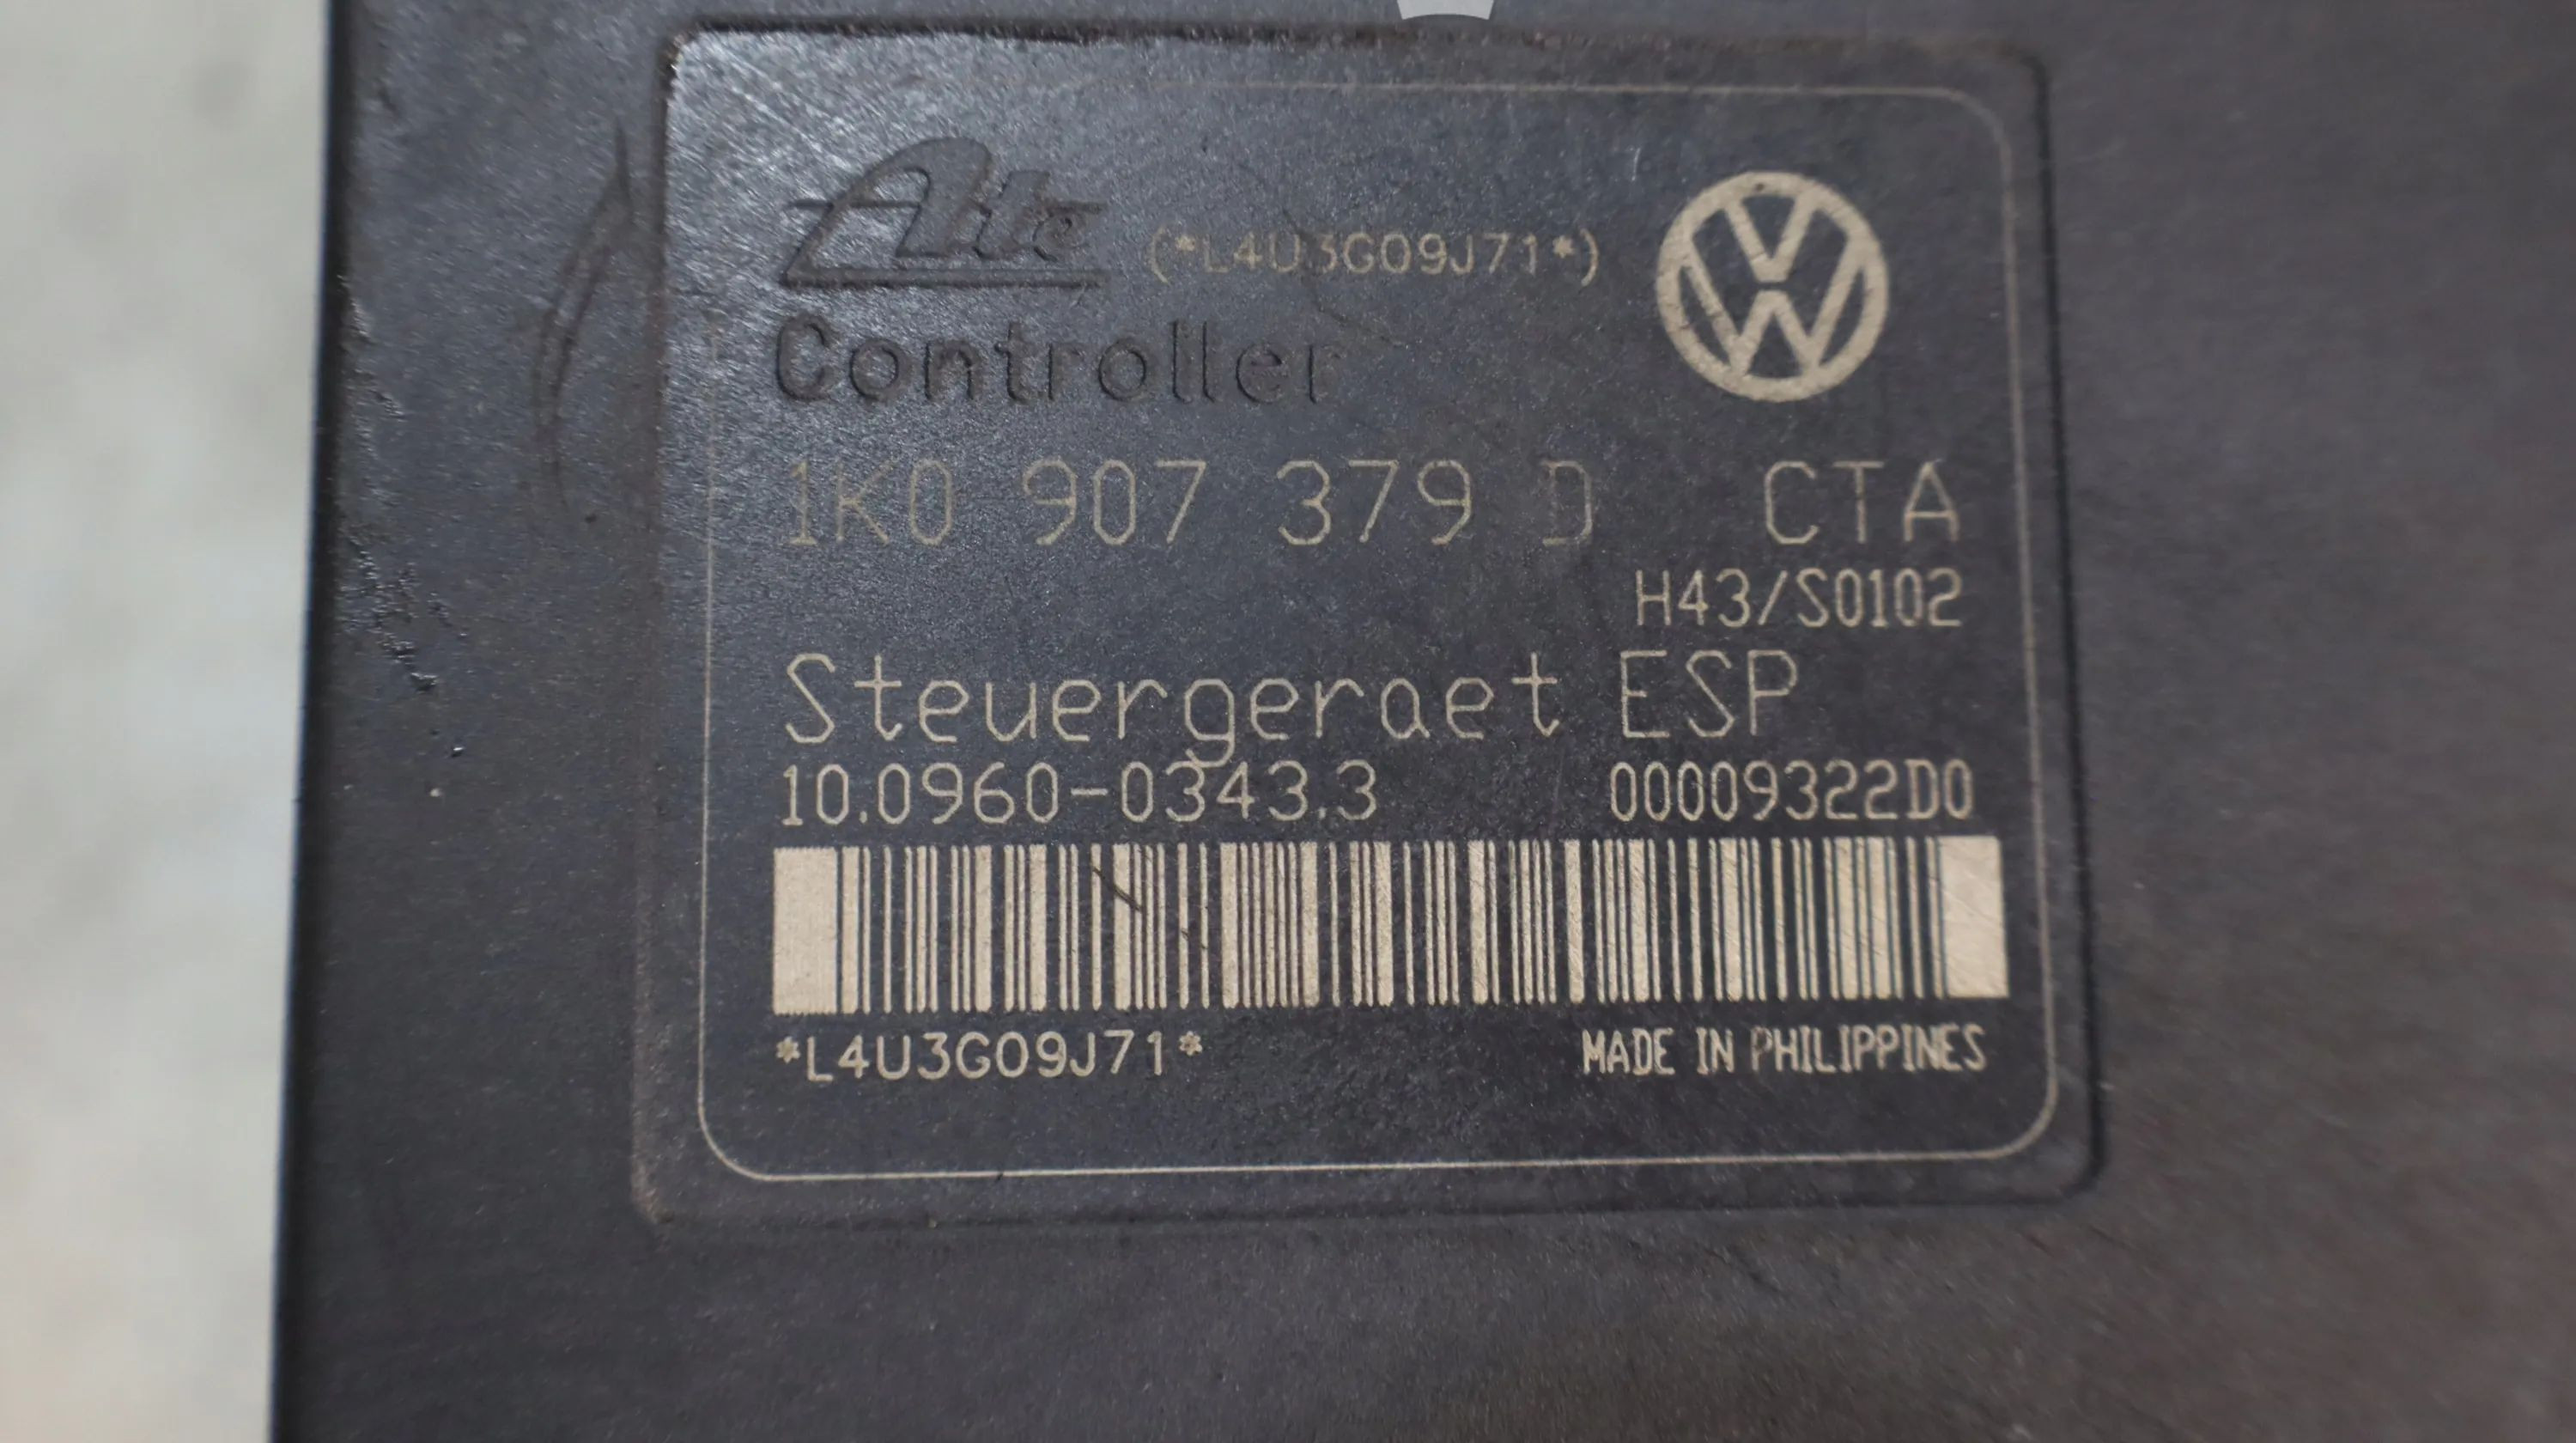 Ate (*L4U3G09J71*)
Controller
1K0 907 379 D CTA
H43/S0102
Steuergeraet ESP
10.0960-0343.3 00009322D0
*L4U3G09J71* MADE IN PHILIPPINES